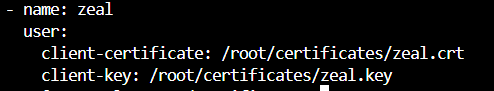 - name: zeal
  user:
    client-certificate: /root/certificates/zeal.crt
    client-key: /root/certificates/zeal.key